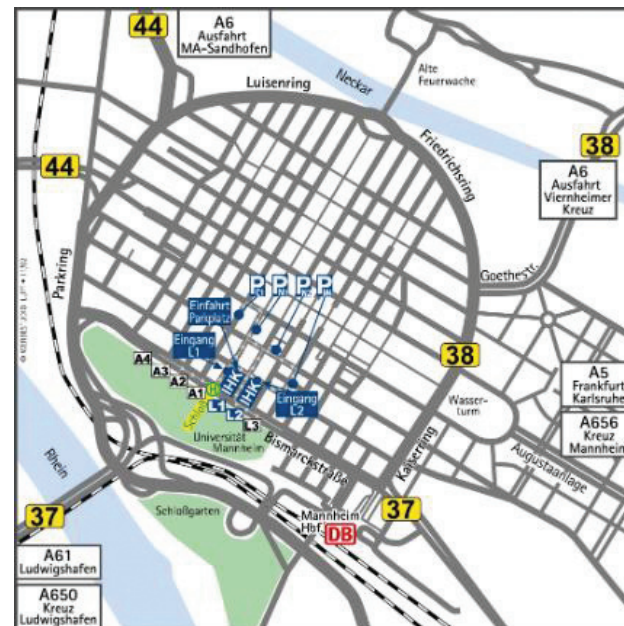 A6
Ausfahrt
MA-Sandhofen
44
Luisenring
Neckar
Alte
Feuerwache
Friedrichsring
38
A6
Ausfahrt
Viernheimer
Kreuz
44
Parkring
Goethestr.
P P P P
Einfahrt
Parkplatz
Eingang
L1
A4
A3
A2
A1
H
Schloß
IHK
IHK
L1
L2
L3
Eingang
L2
38
A5
Frankfurt
Karlsruhe
A656
Kreuz
Mannheim
Wasser-
turm
Augustaanlage
Universität
Mannheim
Bismarckstraße
Kaiserring
Rhein
37
Schloßgarten
Mannheim
Hbf.
DB
37
A61
Ludwigshafen
A650
Kreuz
Ludwigshafen